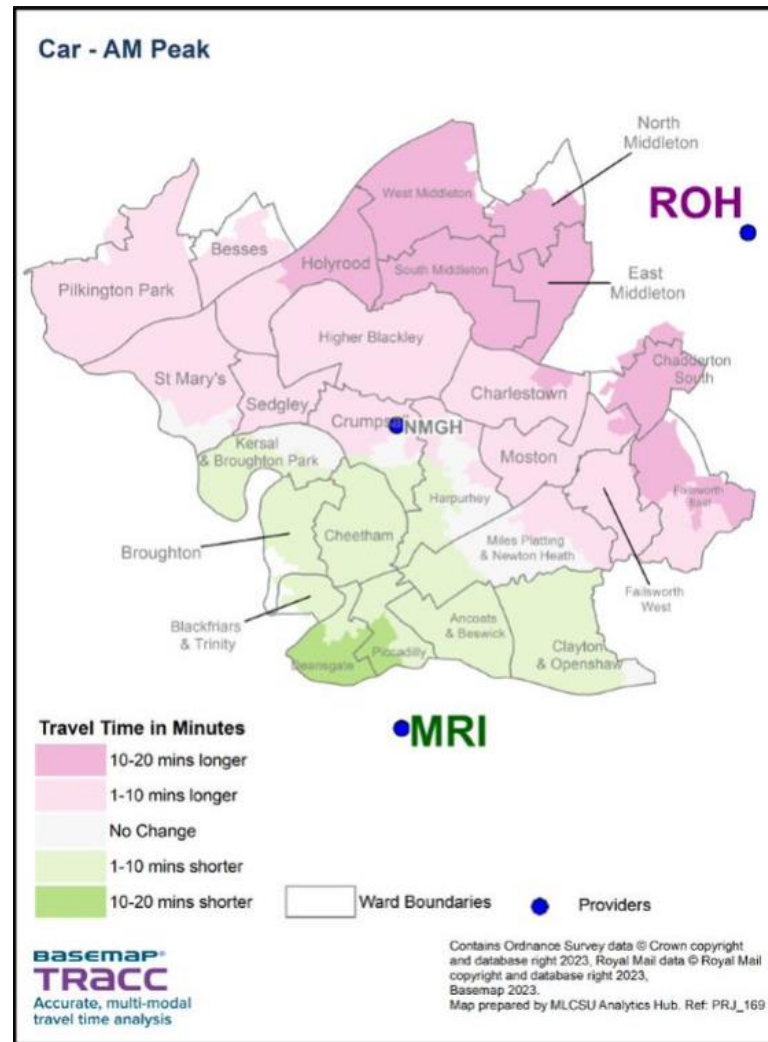 Car - AM Peak
North
Middleton
West Middleton
ROH
Besses
Holyrood
South Middleton
East
Middleton
Pilkington Park
Higher Blackley
Chadderton
South
St Mary's
Charlestown
Sedgley
NMGH
Kersal
& Broughton Park
Moston
Harpurhey
Failsworth
East
Cheetham
Miles Platting
& Newton Heath
Broughton
Failsworth
West
Ancoats
& Beswick
Blackfriars
& Trinity
Clayton
& Openshaw
Piccadilly
Deansgate
MRI
Travel Time in Minutes
10-20 mins longer
1-10 mins longer
No Change
1-10 mins shorter
10-20 mins shorter
Ward Boundaries
Providers
BASEMAP®
TRACC
Accurate, multi-modal
travel time analysis
Contains Ordnance Survey data © Crown copyright
and database right 2023, Royal Mail data © Royal Mail
copyright and database right 2023,
Basemap 2023.
Map prepared by MLCSU Analytics Hub. Ref: PRJ_169